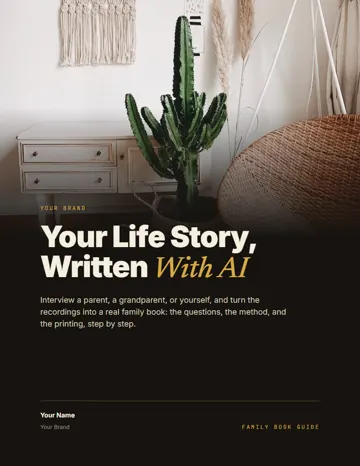 YOUR BRAND
Your Life Story,
Written With AI
Interview a parent, a grandparent, or yourself, and turn the
recordings into a real family book: the questions, the method, and
the printing, step by step.
Your Name
Your Brand
FAMILY BOOK GUIDE